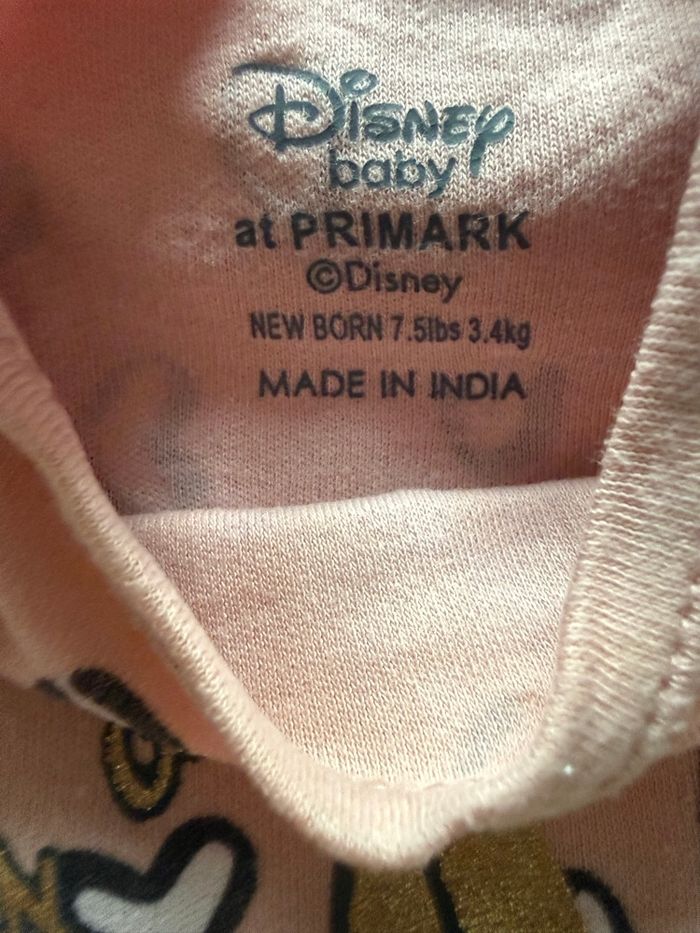 Disney
baby
at PRIMARK
©Disney
NEW BORN 7.5lbs 3.4kg
MADE IN INDIA